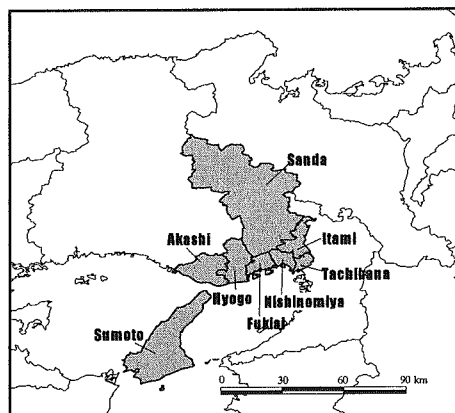 Sanda
Akashi
Itami
Tachibana
Hyogo
Nishinomiya
Fukiai
Sumoto
0 30 60 90 km